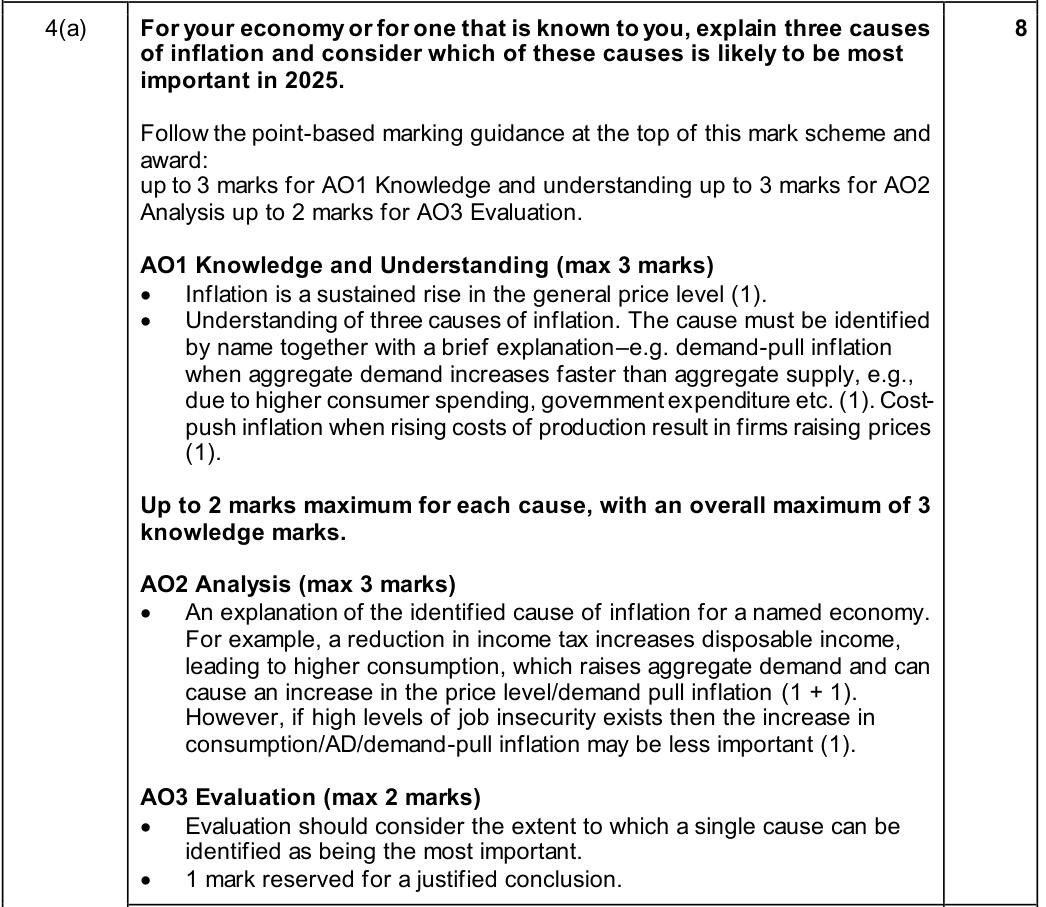 4(a)
For your economy or for one that is known to you, explain three causes
of inflation and consider which of these causes is likely to be most
important in 2025.
8
Follow the point-based marking guidance at the top of this mark scheme and
award:
up to 3 marks for AO1 Knowledge and understanding up to 3 marks for AO2
Analysis up to 2 marks for AO3 Evaluation.
AO1 Knowledge and Understanding (max 3 marks)
• Inflation is a sustained rise in the general price level (1).
• Understanding of three causes of inflation. The cause must be identified
by name together with a brief explanation–e.g. demand-pull inflation
when aggregate demand increases faster than aggregate supply, e.g.,
due to higher consumer spending, government expenditure etc. (1). Cost-
push inflation when rising costs of production result in firms raising prices
(1).
Up to 2 marks maximum for each cause, with an overall maximum of 3
knowledge marks.
AO2 Analysis (max 3 marks)
• An explanation of the identified cause of inflation for a named economy.
For example, a reduction in income tax increases disposable income,
leading to higher consumption, which raises aggregate demand and can
cause an increase in the price level/demand pull inflation (1 + 1).
However, if high levels of job insecurity exists then the increase in
consumption/AD/demand-pull inflation may be less important (1).
AO3 Evaluation (max 2 marks)
• Evaluation should consider the extent to which a single cause can be
identified as being the most important.
• 1 mark reserved for a justified conclusion.